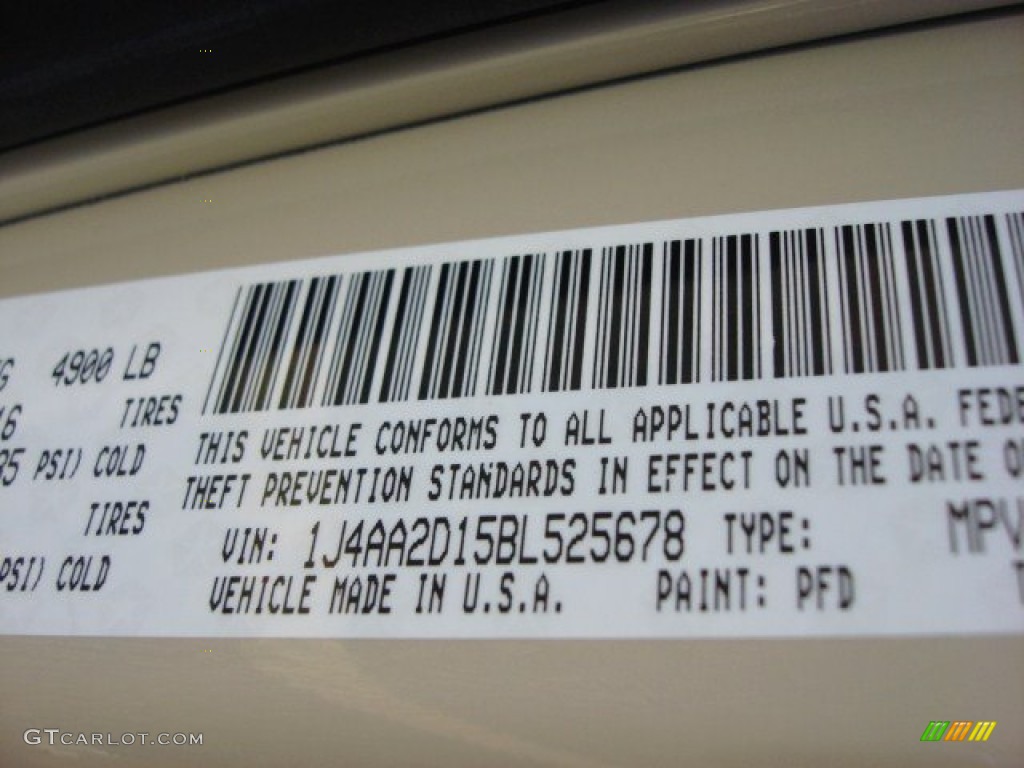 4900 LB
TIRES
PSI) COLD
TIRES
PSI) COLD
THIS VEHICLE CONFORMS TO ALL APPLICABLE U.S.A. FEDE
THEFT PREVENTION STANDARDS IN EFFECT ON THE DATE O
VIN: 1J4AA2D15BL525678 TYPE: MPV
VEHICLE MADE IN U.S.A. PAINT: PFD
GTCARLOT.COM